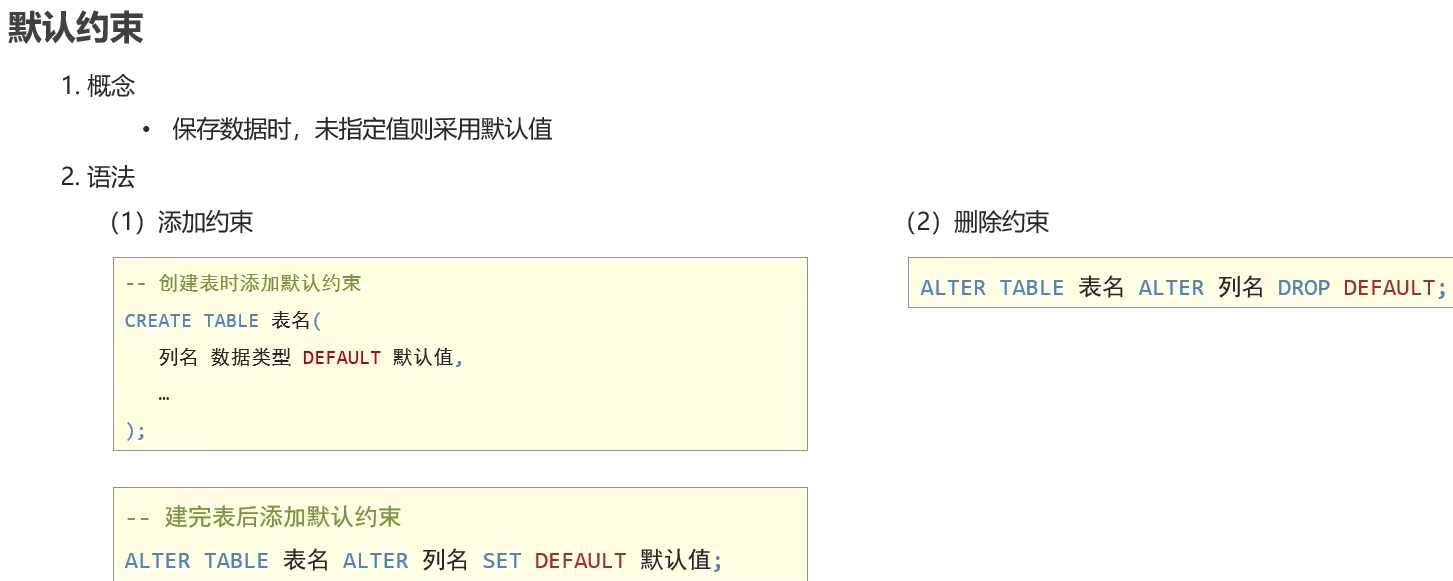 默认约束
1. 概念
• 保存数据时，未指定值则采用默认值
2. 语法
（1）添加约束
-- 创建表时添加默认约束
CREATE TABLE 表名(
列名 数据类型 DEFAULT 默认值,
…
);
-- 建完表后添加默认约束
ALTER TABLE 表名 ALTER 列名 SET DEFAULT 默认值;
（2）删除约束
ALTER TABLE 表名 ALTER 列名 DROP DEFAULT;